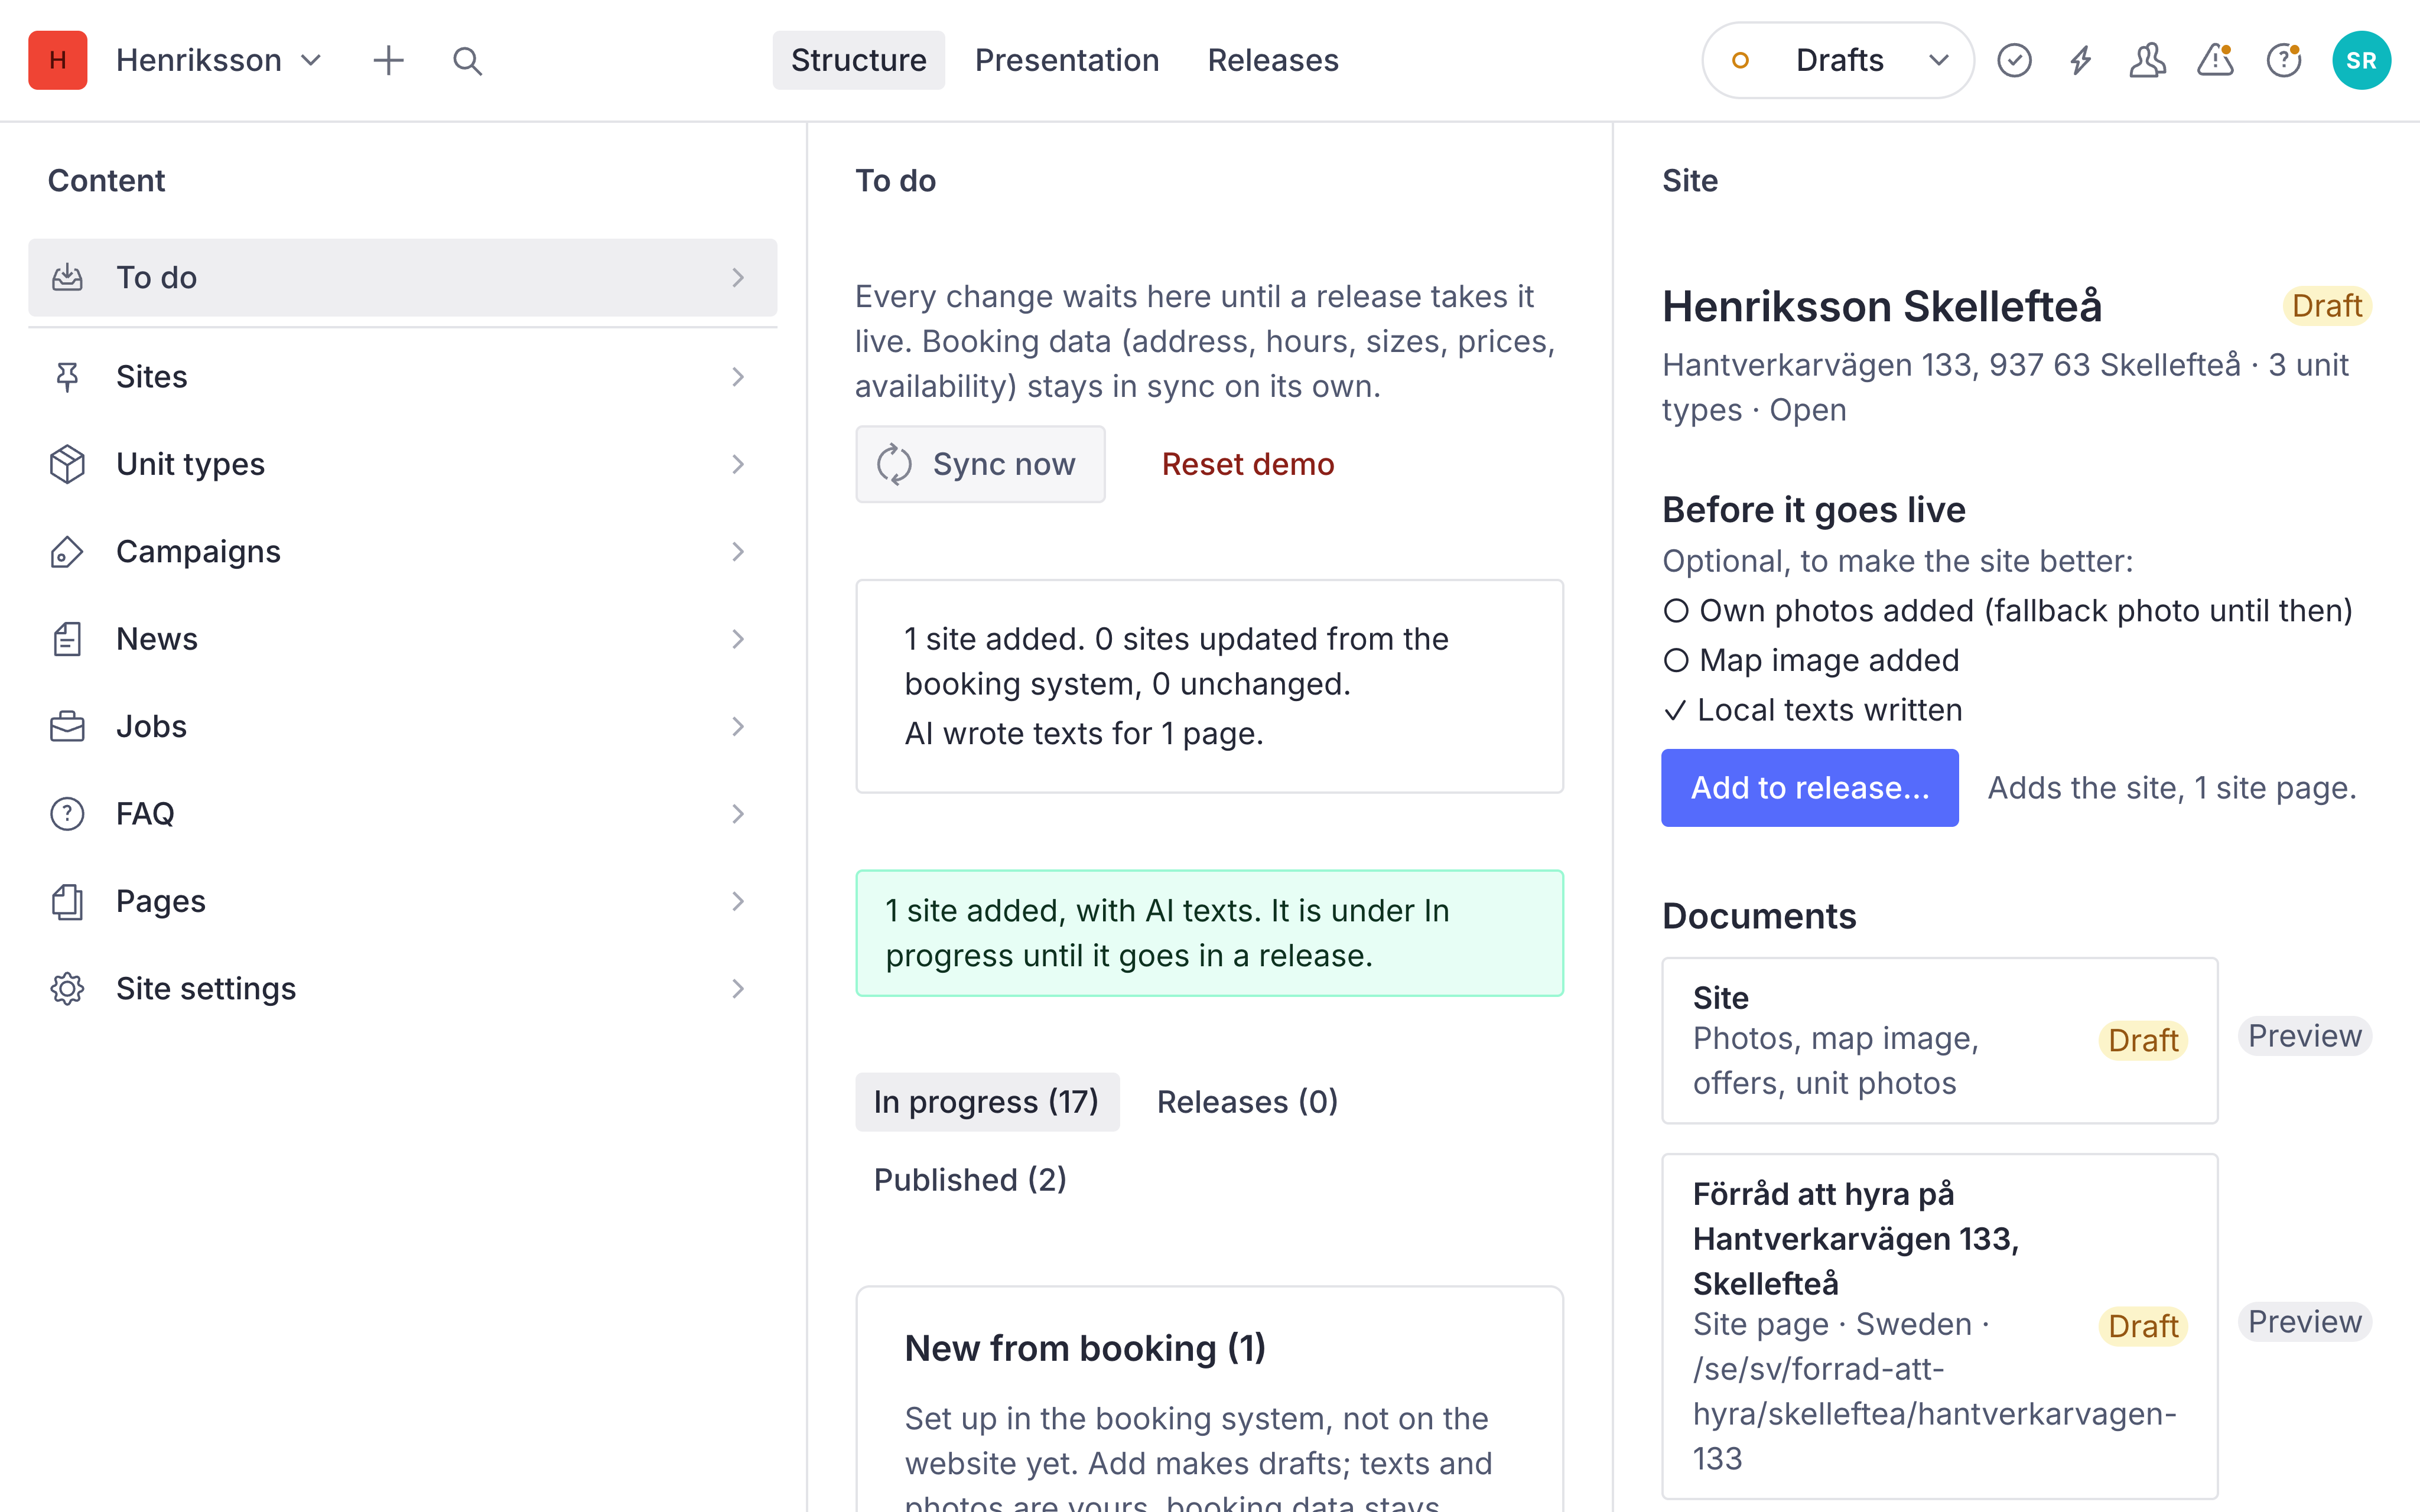 H Henriksson
Structure Presentation Releases
Drafts
SR
Content
To do
Sites
Unit types
Campaigns
News
Jobs
FAQ
Pages
Site settings
To do
Every change waits here until a release takes it
live. Booking data (address, hours, sizes, prices,
availability) stays in sync on its own.
Sync now Reset demo
1 site added. 0 sites updated from the
booking system, 0 unchanged.
AI wrote texts for 1 page.
1 site added, with AI texts. It is under In
progress until it goes in a release.
In progress (17) Releases (0)
Published (2)
New from booking (1)
Set up in the booking system, not on the
website yet. Add makes drafts; texts and
photos are yours, booking data stays
Site
Henriksson Skellefteå Draft
Hantverkarvägen 133, 937 63 Skellefteå · 3 unit
types · Open
Before it goes live
Optional, to make the site better:
Own photos added (fallback photo until then)
Map image added
✓ Local texts written
Add to release... Adds the site, 1 site page.
Documents
Site
Photos, map image,
offers, unit photos
Draft Preview
Förråd att hyra på
Hantverkarvägen 133,
Skellefteå
Site page · Sweden ·
/se/sv/forrad-att-
hyra/skelleftea/hantverkarvagen-
133
Draft Preview